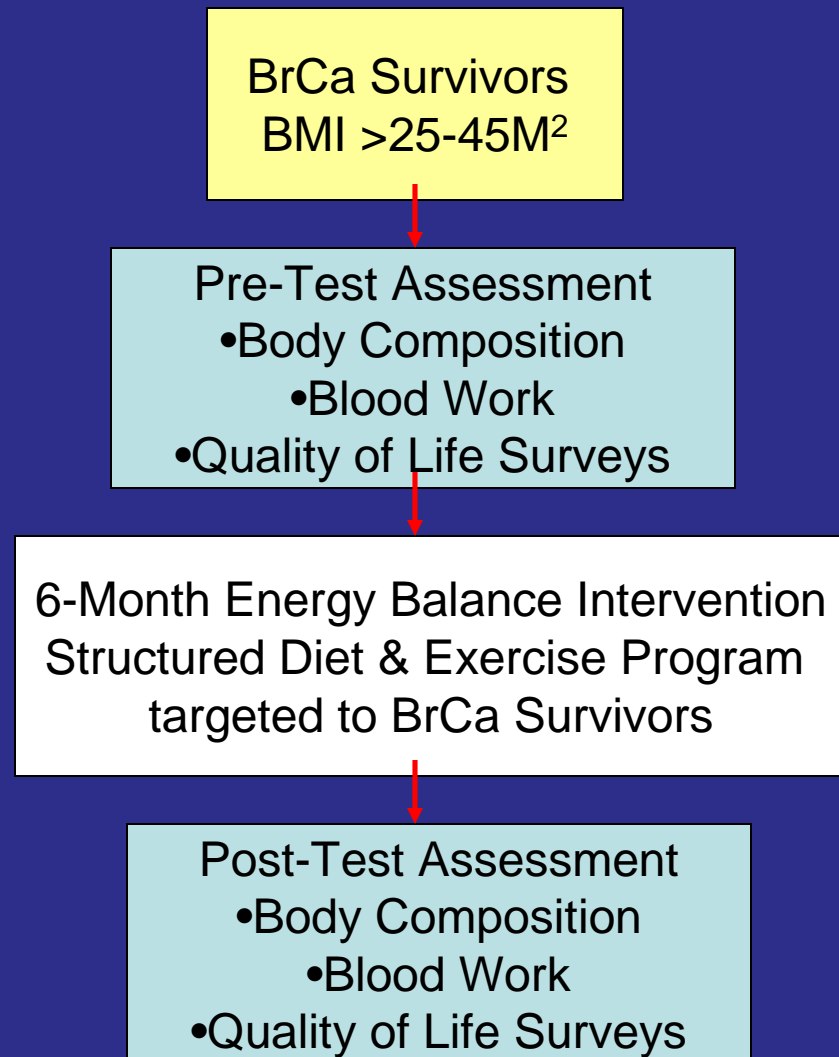 BrCa Survivors
BMI >25-45M²
Pre-Test Assessment
•Body Composition
•Blood Work
•Quality of Life Surveys
6-Month Energy Balance Intervention
Structured Diet & Exercise Program
targeted to BrCa Survivors
Post-Test Assessment
•Body Composition
•Blood Work
•Quality of Life Surveys